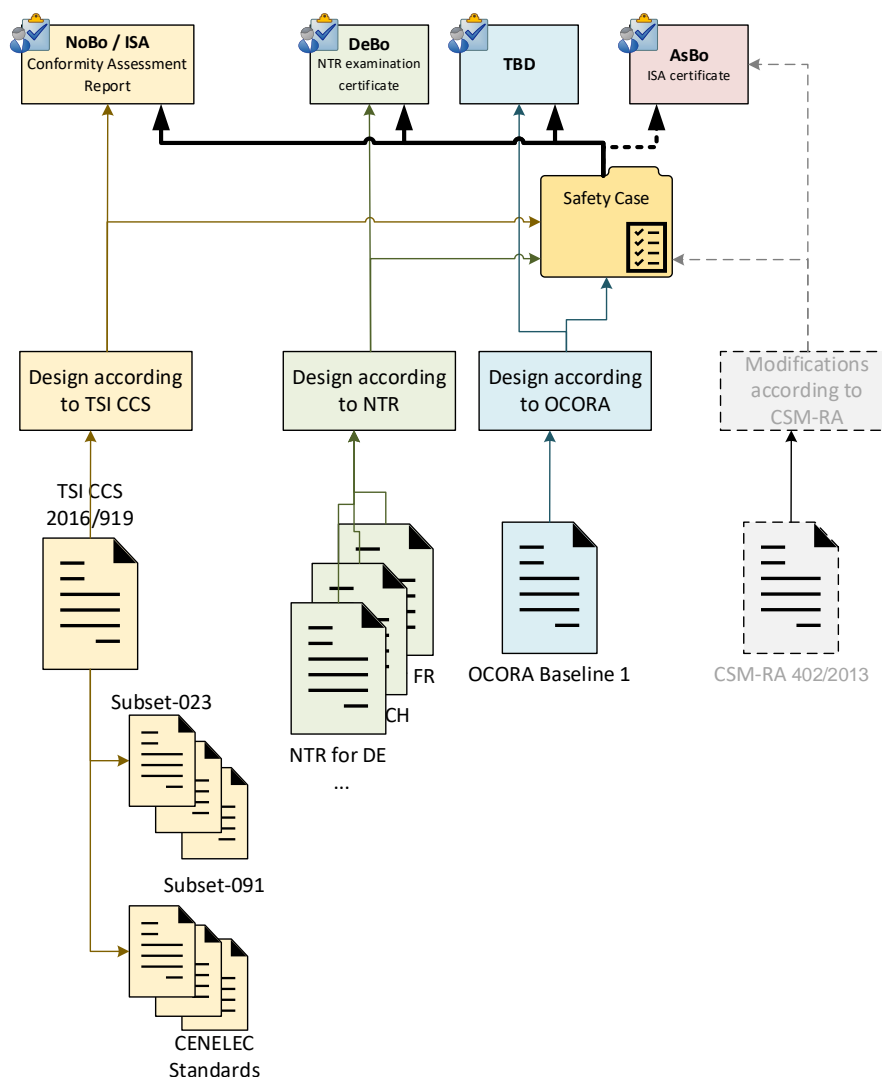 NoBo / ISA
Conformity Assessment
Report
DeBo
NTR examination
certificate
TBD
AsBo
ISA certificate
Safety Case
Design according
to TSI CCS
Design according
to NTR
Design according
to OCORA
Modifications
according to
CSM-RA
TSI CCS
2016/919
FR
CH
NTR for DE
...
OCORA Baseline 1
CSM-RA 402/2013
Subset-023
Subset-091
CENELEC
Standards